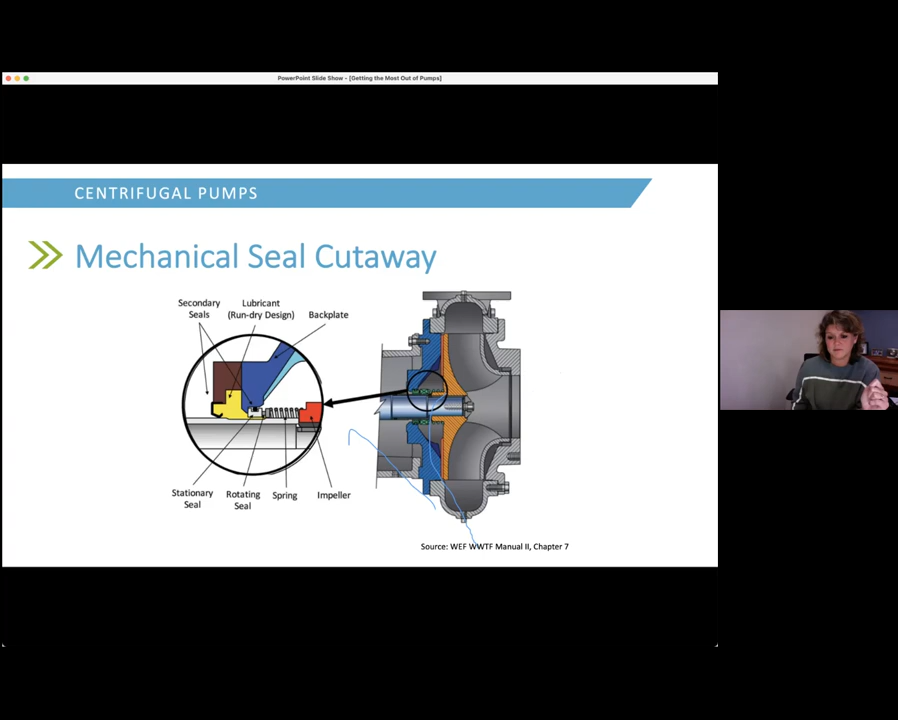 PowerPoint Slide Show - [Getting the Most Out of Pumps]
CENTRIFUGAL PUMPS
Mechanical Seal Cutaway
Secondary
Seals
Lubricant
(Run-dry Design)
Backplate
Stationary
Seal
Rotating
Seal
Spring
Impeller
Source: WEF WWTF Manual II, Chapter 7